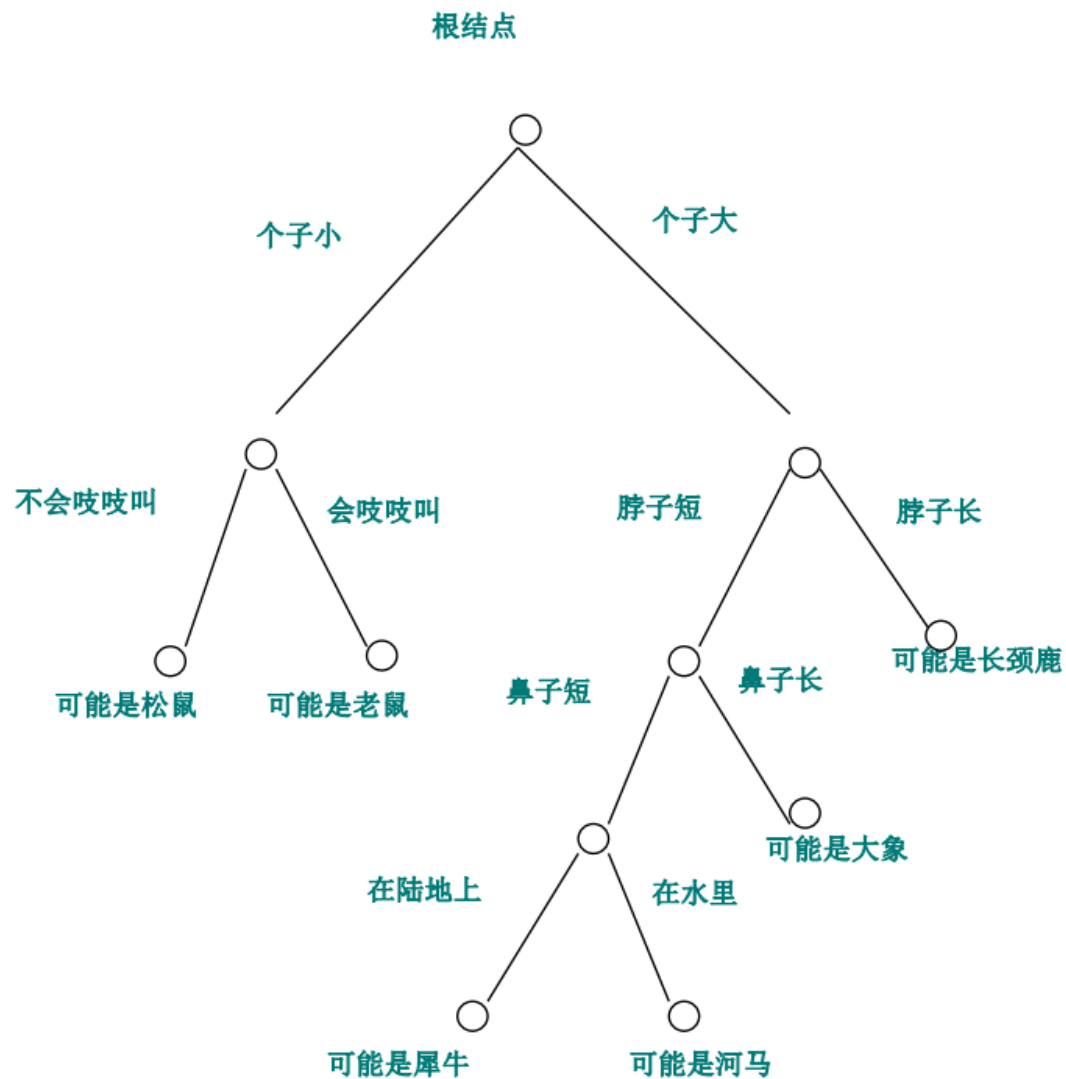 根结点
个子小
个子大
不会吱吱叫
会吱吱叫
脖子短
脖子长
可能是松鼠
可能是老鼠
鼻子短
鼻子长
可能是长颈鹿
可能是大象
在陆地上
在水里
可能是犀牛
可能是河马